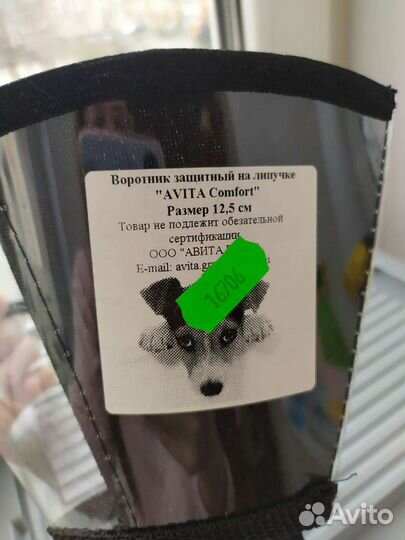 Воротник защитный на липучке
"AVITA Comfort"
Размер 12,5 см
Товар не подлежит обезательной
сертификации
ООО "АВИТА
E-mail:
16706
Avito